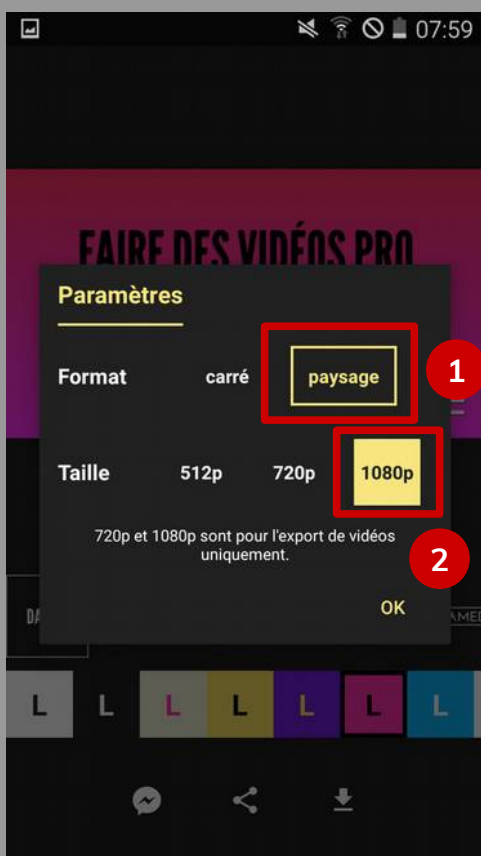 07:59
FAIRE DES VIDÉOS PRO
Paramètres
Format carré paysage
1
Taille 512p 720p 1080p
720p et 1080p sont pour l'export de vidéos
uniquement.
2
OK
L L L L L L L